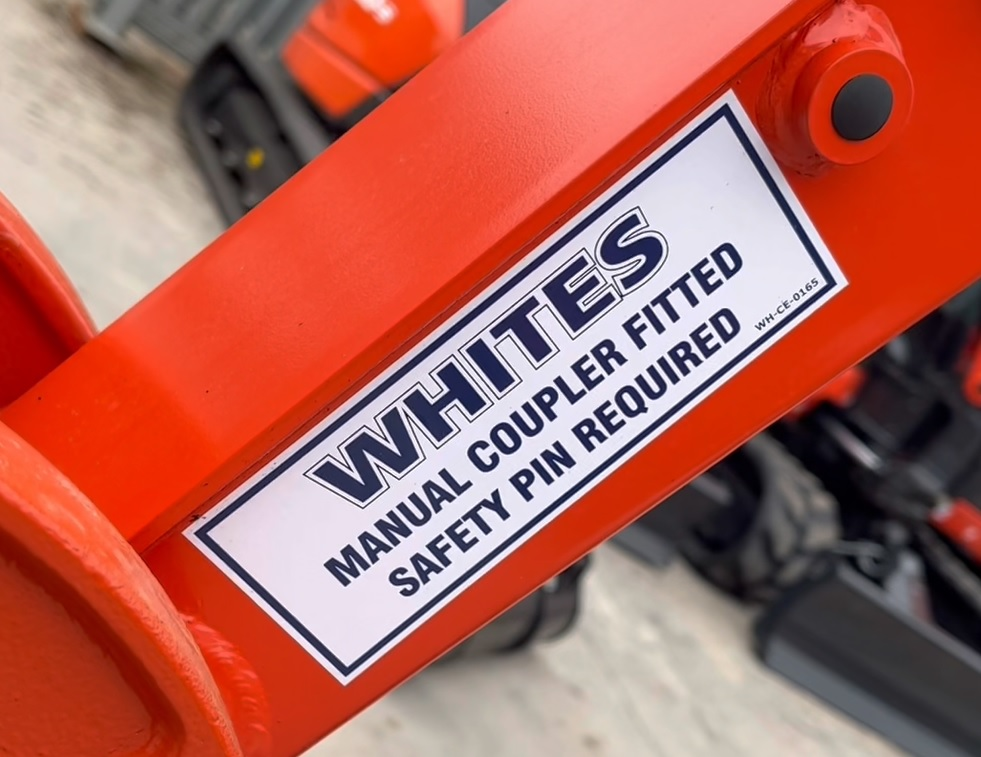 WHITES
MANUAL COUPLER FITTED
SAFETY PIN REQUIRED
WH-CE-0165